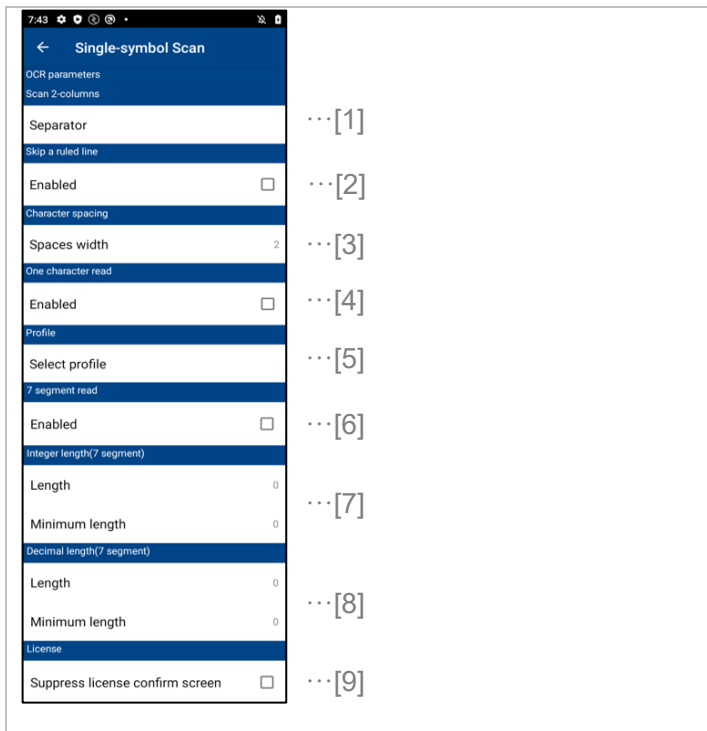 7:43
Single-symbol Scan
OCR parameters
Scan 2-columns
Separator …[1]
Skip a ruled line
Enabled …[2]
Character spacing
Spaces width 2 …[3]
One character read
Enabled …[4]
Profile
Select profile …[5]
7 segment read
Enabled …[6]
Integer length(7 segment)
Length 0
…[7]
Minimum length 0
Decimal length(7 segment)
Length 0
…[8]
Minimum length 0
License
Suppress license confirm screen …[9]